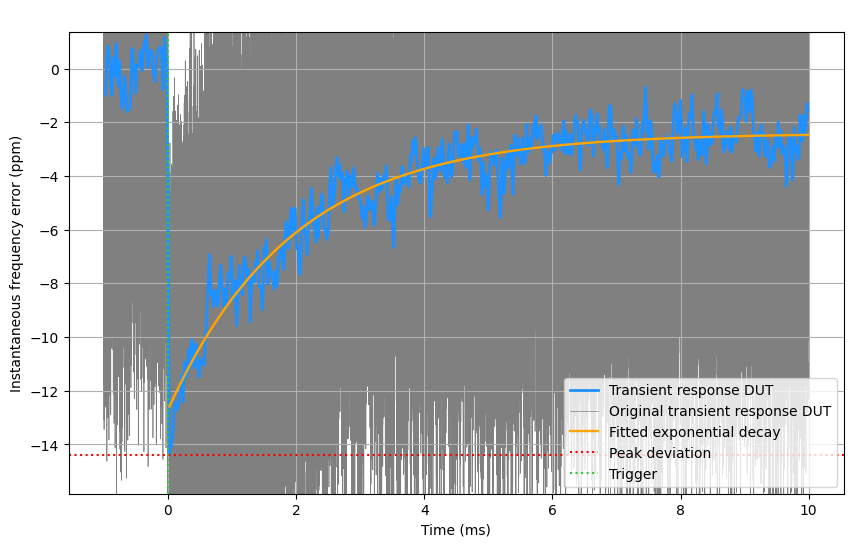 Instantaneous frequency error (ppm)
0
−2
−4
−6
−8
−10
−12
−14
Transient response DUT
Original transient response DUT
Fitted exponential decay
Peak deviation
Trigger
0 2 4 6 8 10
Time (ms)